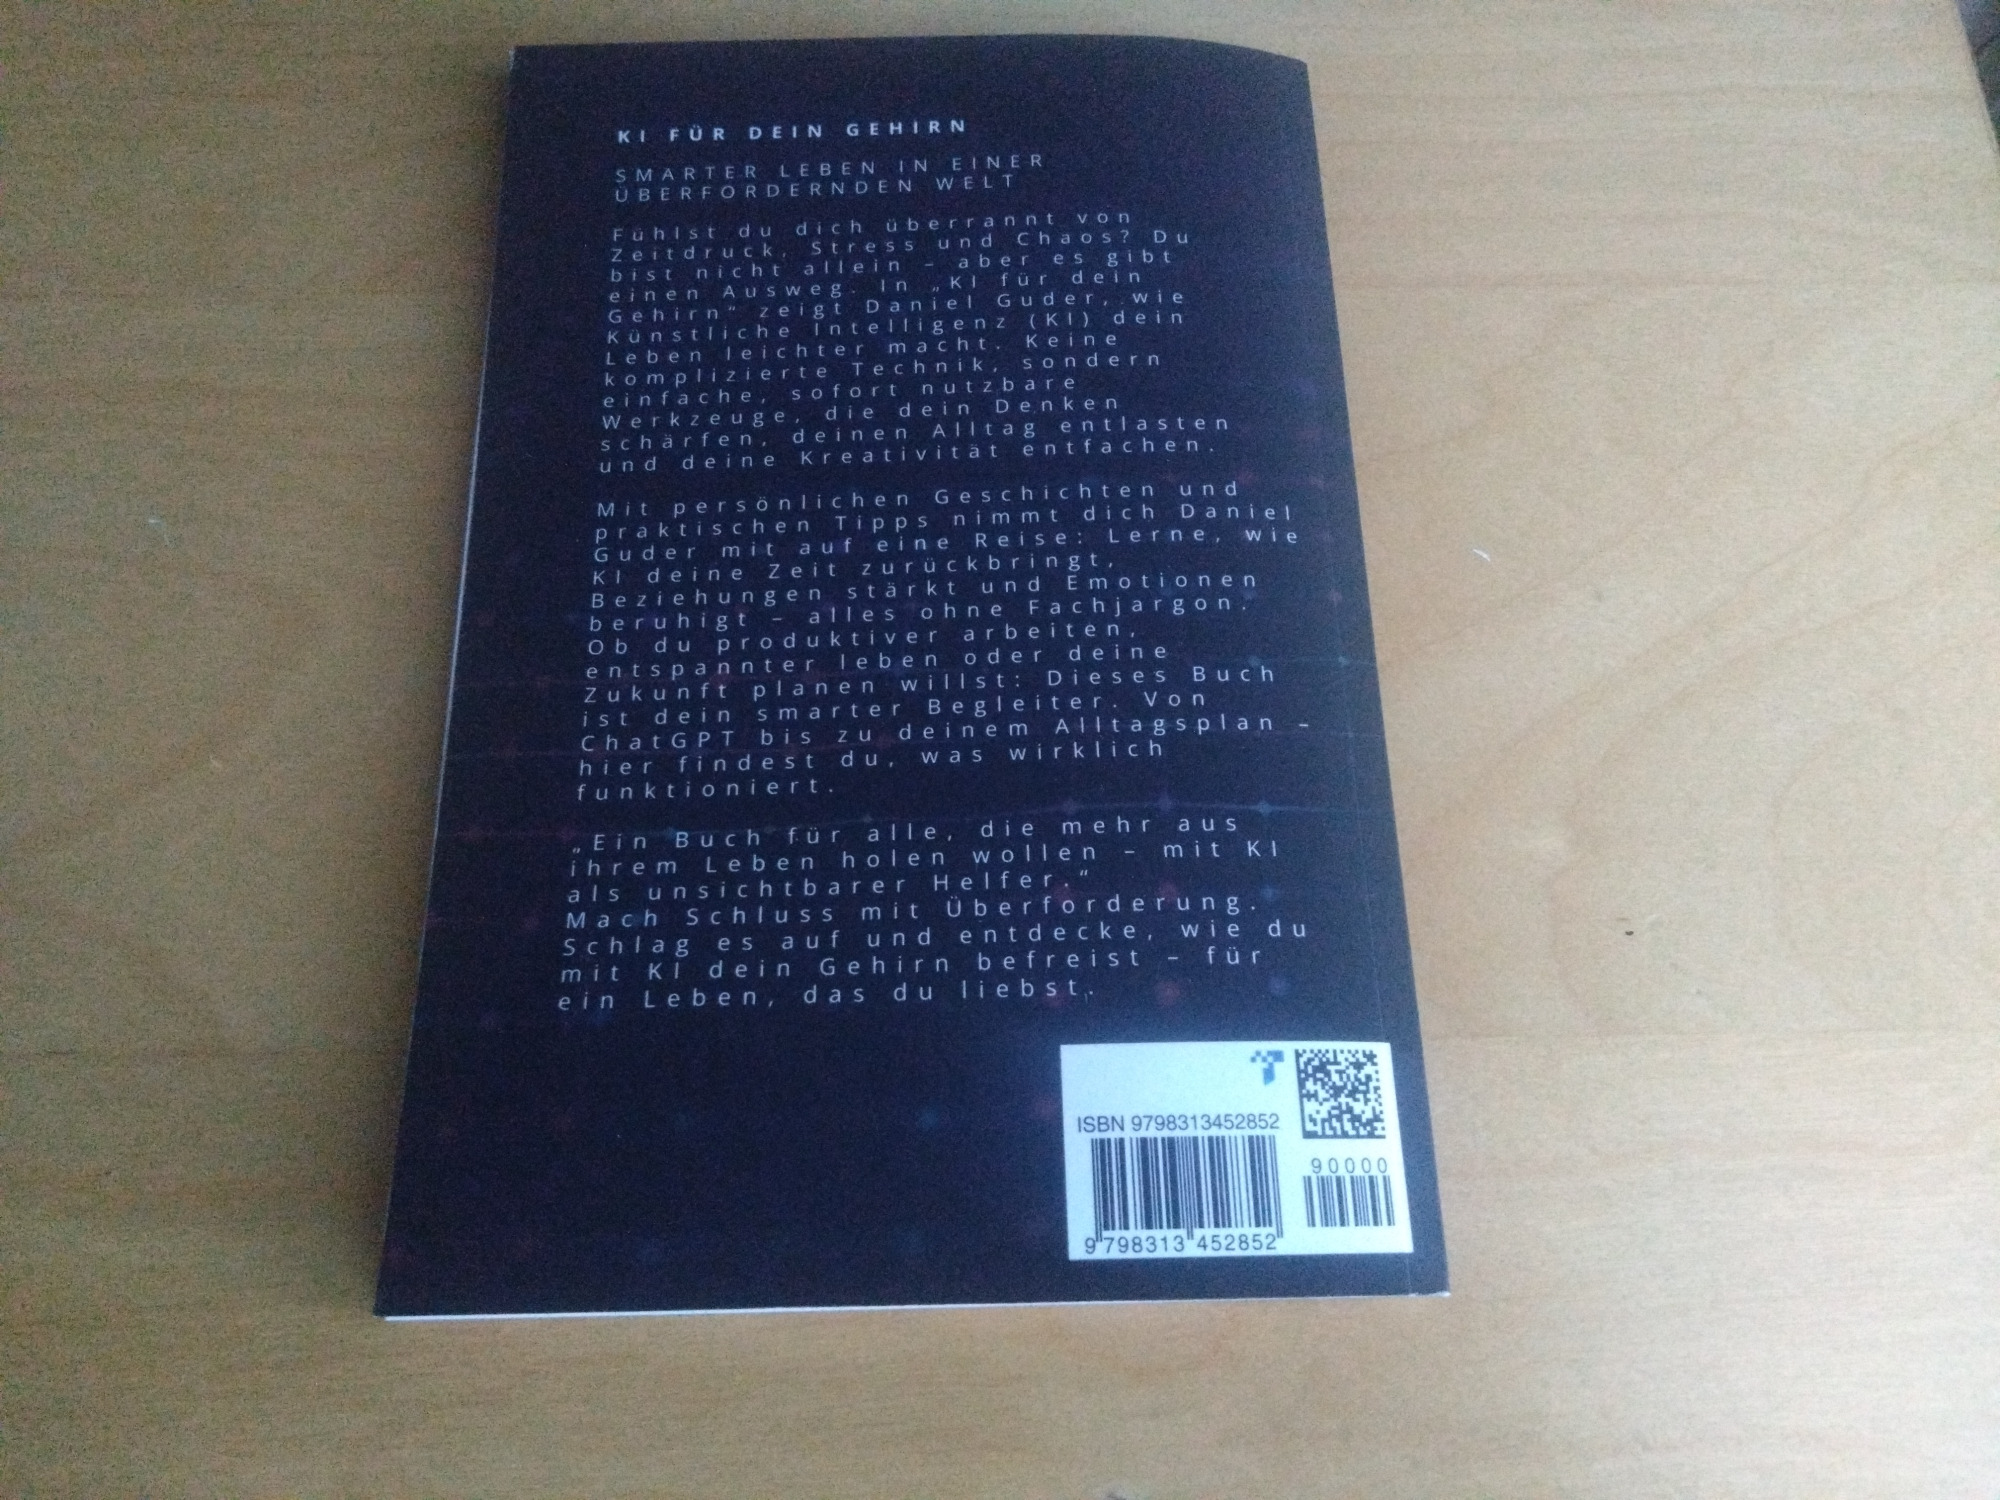 KI FÜR DEIN GEHIRN
SMARTER LEBEN IN EINER
ÜBERFORDERNDEN WELT
Fühlst du dich überrannt von
Zeitdruck, Stress und Chaos? Du
bist nicht allein – aber es gibt
einen Ausweg. In „KI für dein
Gehirn“ zeigt Daniel Guder, wie
Künstliche Intelligenz (KI) dein
Leben leichter macht. Keine
komplizierte Technik, sondern
einfache, sofort nutzbare
Werkzeuge, die dein Denken
schärfen, deinen Alltag entlasten
und deine Kreativität entfachen.
Mit persönlichen Geschichten und
praktischen Tipps nimmt dich Daniel
Guder mit auf eine Reise: Lerne, wie
KI deine Zeit zurückbringt,
Beziehungen stärkt und Emotionen
beruhigt – alles ohne Fachjargon.
Ob du produktiver arbeiten,
entspannter leben oder deine
Zukunft planen willst: Dieses Buch
ist dein smarter Begleiter. Von
ChatGPT bis zu deinem Alltagsplan –
hier findest du, was wirklich
funktioniert.
„Ein Buch für alle, die mehr aus
ihrem Leben holen wollen – mit KI
als unsichtbarer Helfer.“
Mach Schluss mit Überforderung.
Schlag es auf und entdecke, wie du
mit KI dein Gehirn befreist – für
ein Leben, das du liebst.
ISBN 9798313452852
90000
9 798313 452852